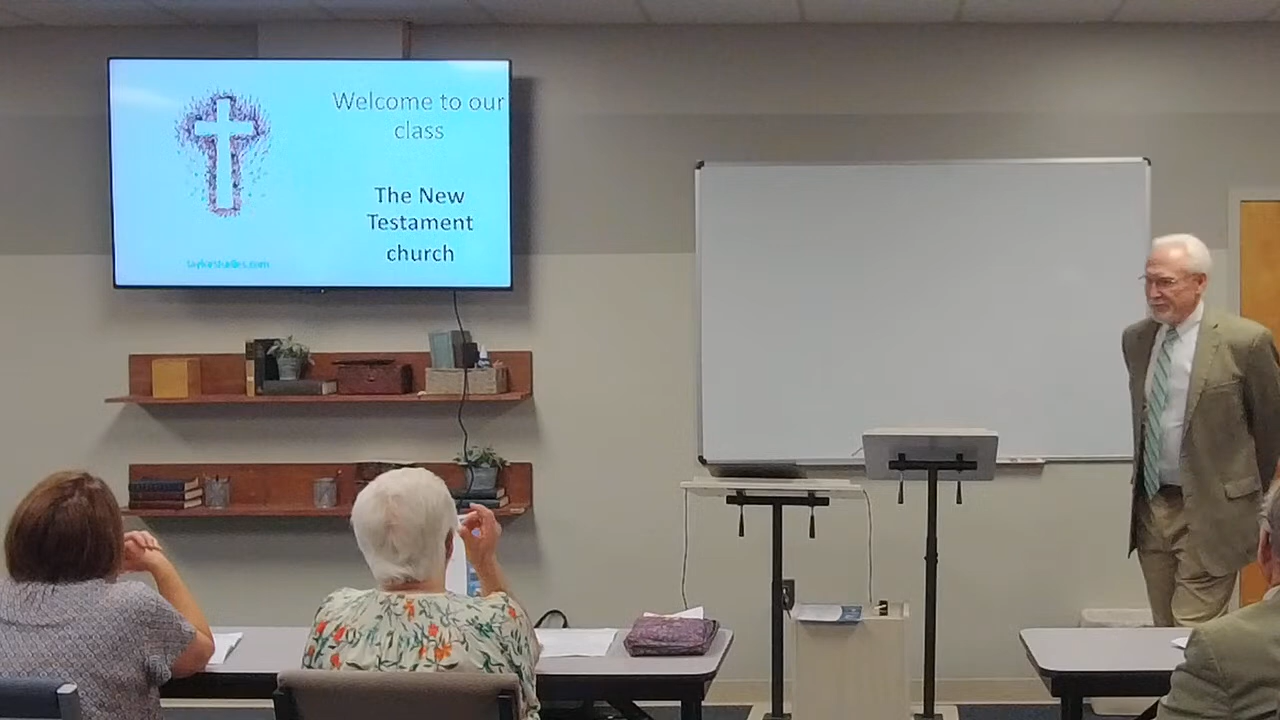 Welcome to our
class
The New
Testament
church